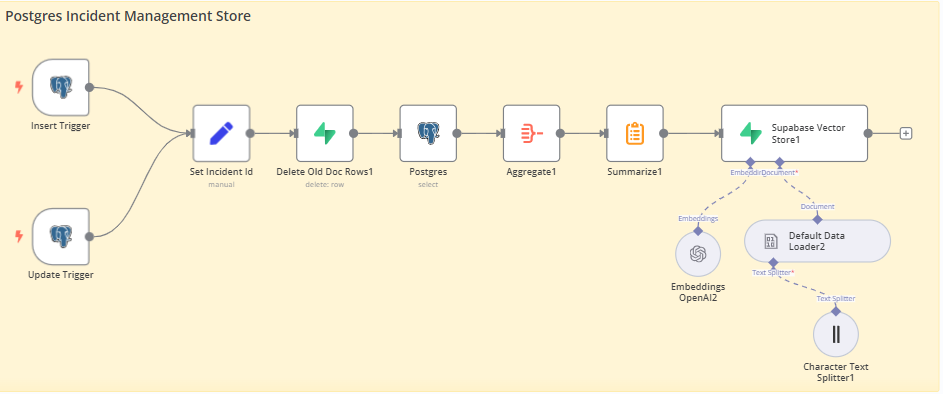 Postgres Incident Management Store
Insert Trigger
Update Trigger
Set Incident Id
manual
Delete Old Doc Rows1
delete: row
Postgres
select
Aggregate1
Summarize1
Supabase Vector
Store1
Embeddin
Document*
Embeddings
Embeddings
OpenAI2
Document
Default Data
Loader2
Text Splitter*
Text Splitter
Character Text
Splitter1